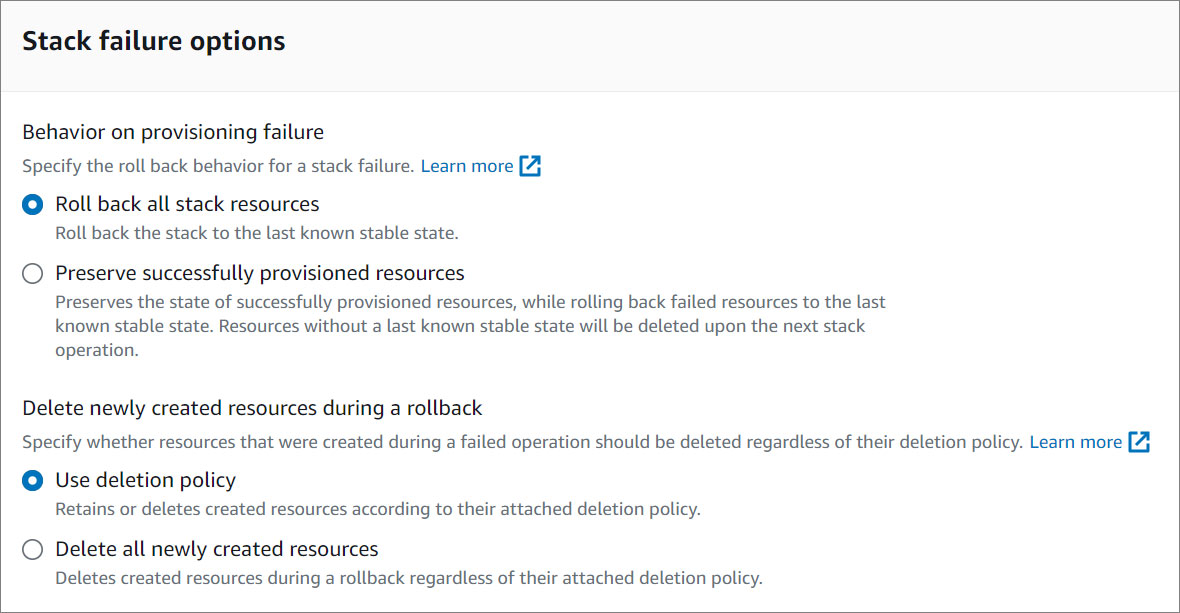 Stack failure options
Behavior on provisioning failure
Specify the roll back behavior for a stack failure. Learn more
Roll back all stack resources
Roll back the stack to the last known stable state.
Preserve successfully provisioned resources
Preserves the state of successfully provisioned resources, while rolling back failed resources to the last
known stable state. Resources without a last known stable state will be deleted upon the next stack
operation.
Delete newly created resources during a rollback
Specify whether resources that were created during a failed operation should be deleted regardless of their deletion policy. Learn more
Use deletion policy
Retains or deletes created resources according to their attached deletion policy.
Delete all newly created resources
Deletes created resources during a rollback regardless of their attached deletion policy.